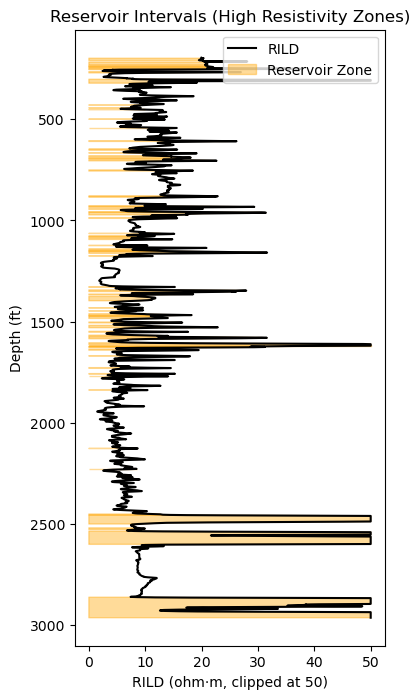 Reservoir Intervals (High Resistivity Zones)
RILD
Reservoir Zone
500
1000
1500
2000
2500
3000
Depth (ft)
0 10 20 30 40 50
RILD (ohm·m, clipped at 50)